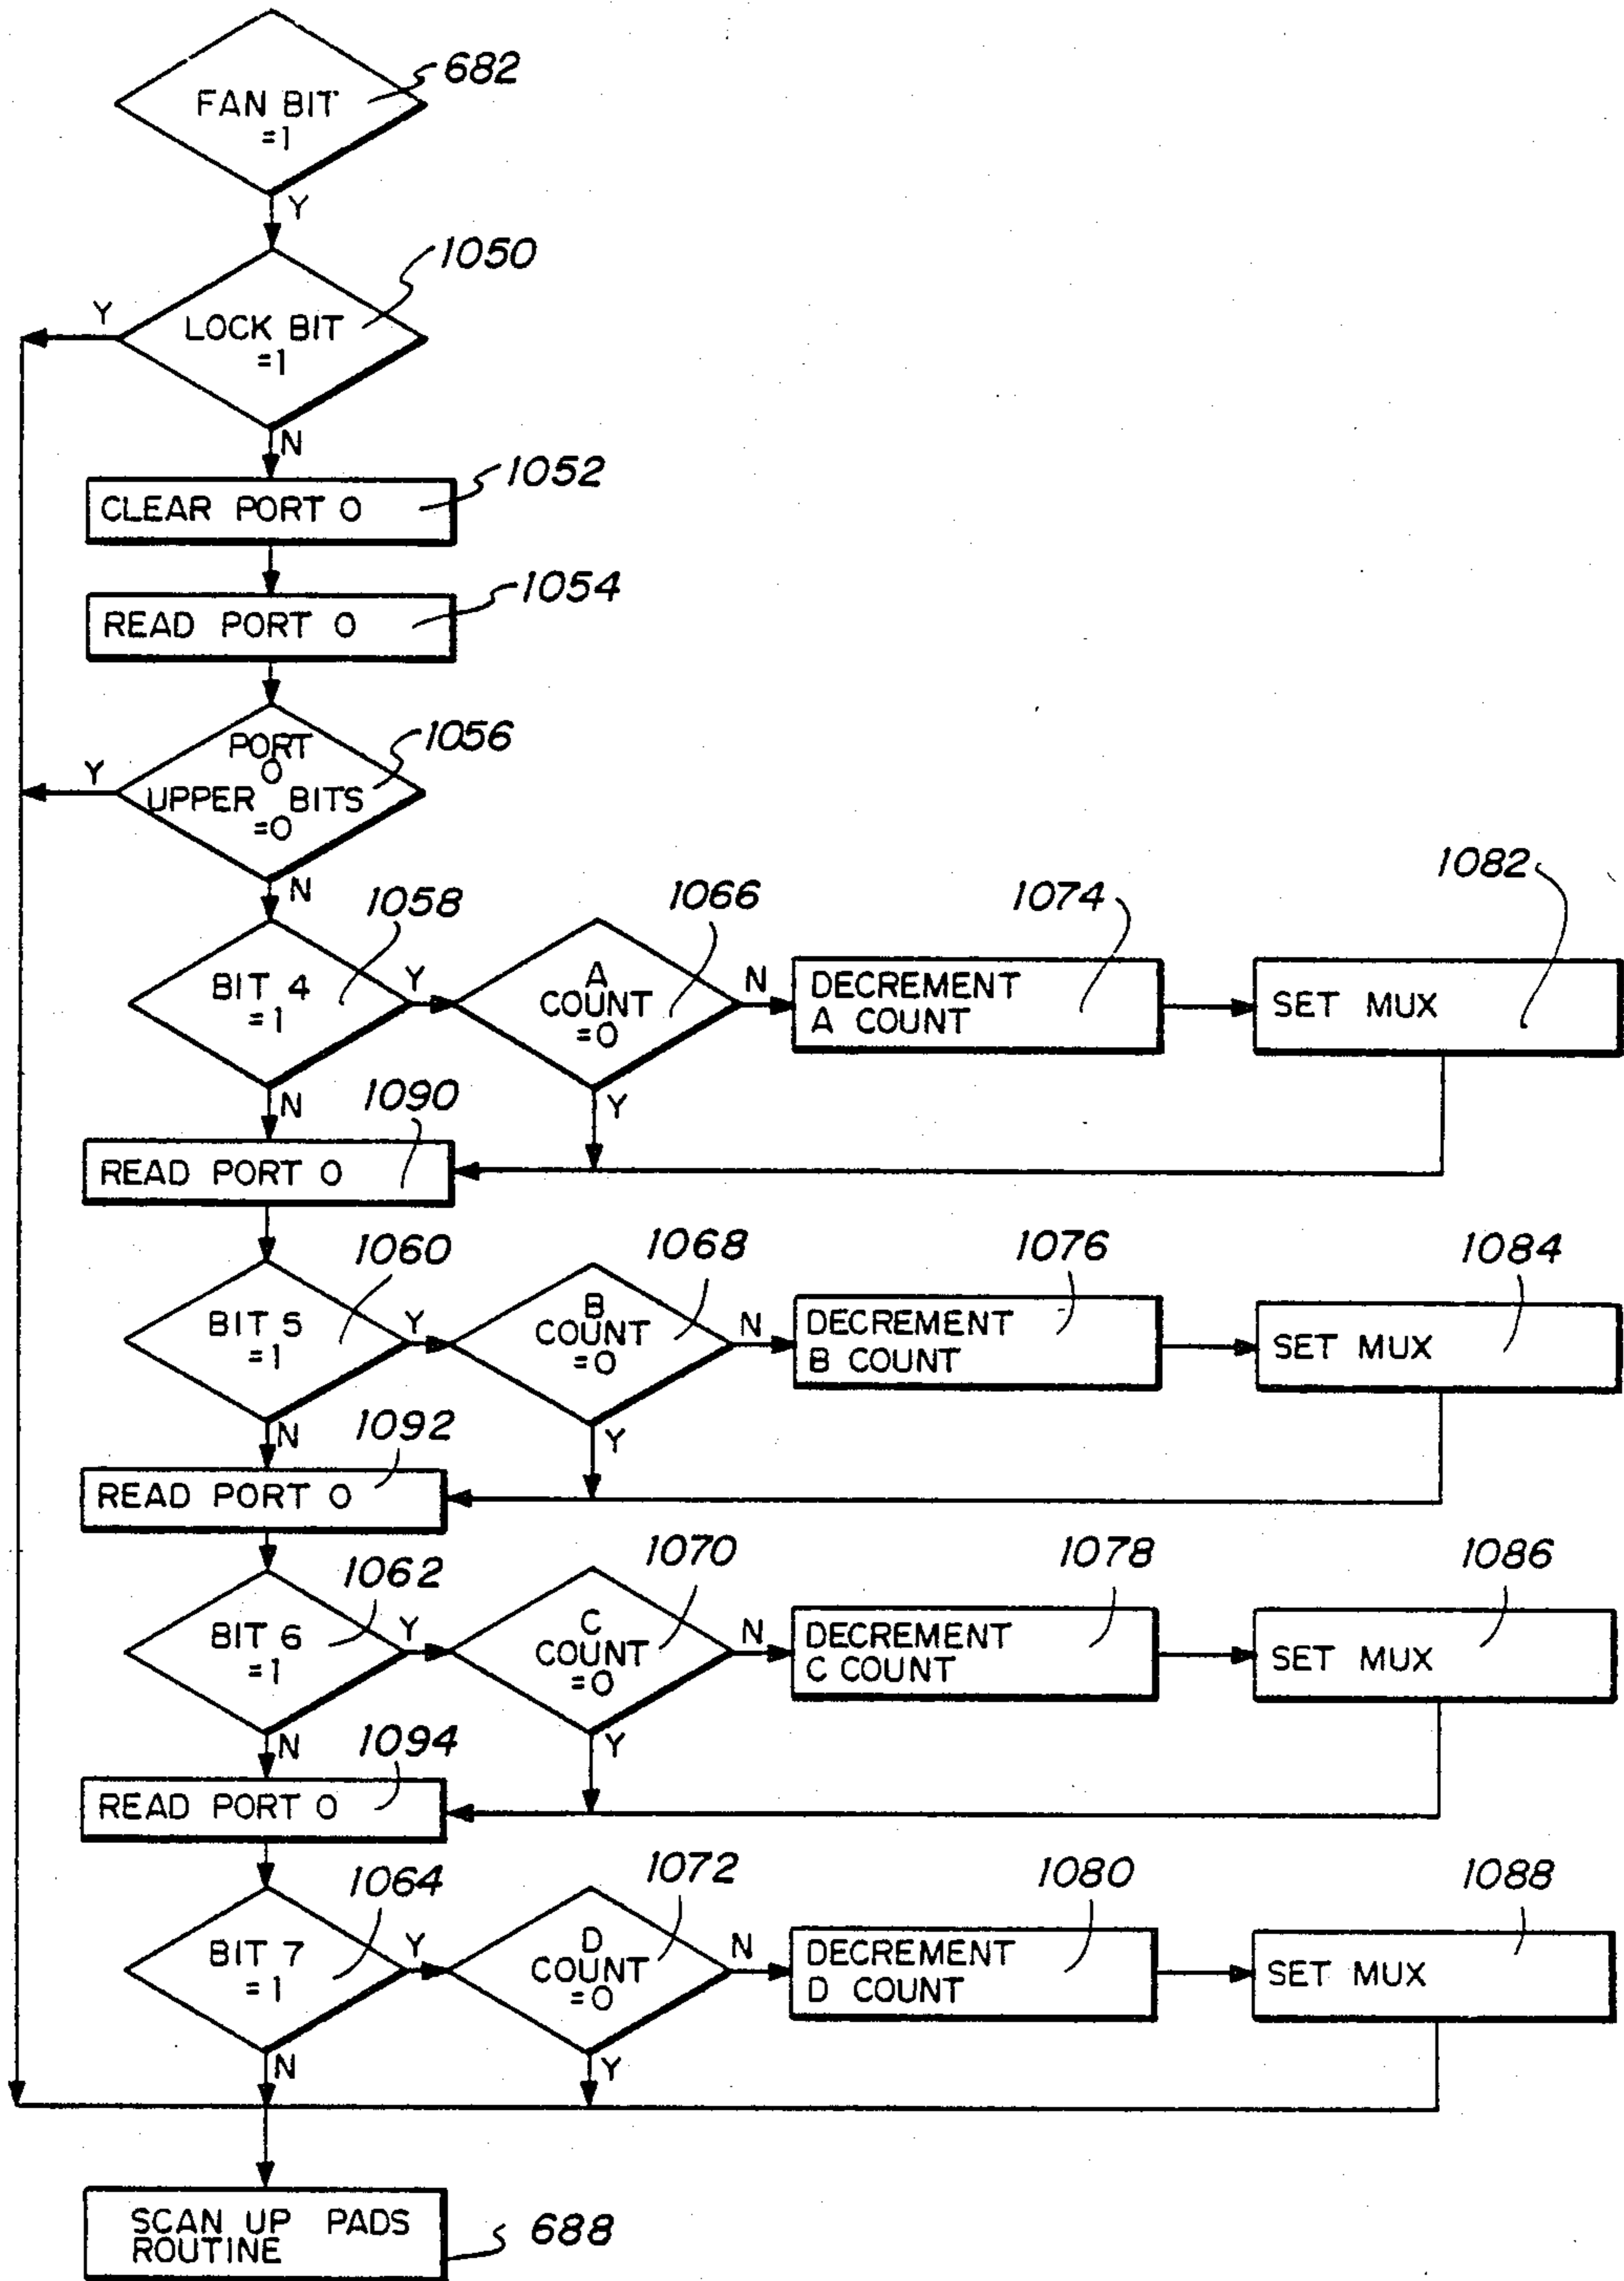 682
FAN BIT
=1
Y
1050
Y
LOCK BIT
=1
N
1052
CLEAR PORT 0
1054
READ PORT 0
1056
PORT
0
UPPER BITS
=0
Y
N
1058
BIT 4
=1
Y
1066
A
COUNT
=0
N
1074
DECREMENT
A COUNT
1082
SET MUX
N
Y
1090
READ PORT 0
1060
BIT 5
=1
Y
1068
B
COUNT
=0
N
1076
DECREMENT
B COUNT
1084
SET MUX
N
Y
1092
READ PORT 0
1062
BIT 6
=1
Y
1070
C
COUNT
=0
N
1078
DECREMENT
C COUNT
1086
SET MUX
N
Y
1094
READ PORT 0
1064
BIT 7
=1
Y
1072
D
COUNT
=0
N
1080
DECREMENT
D COUNT
1088
SET MUX
N
Y
SCAN UP PADS
ROUTINE
688